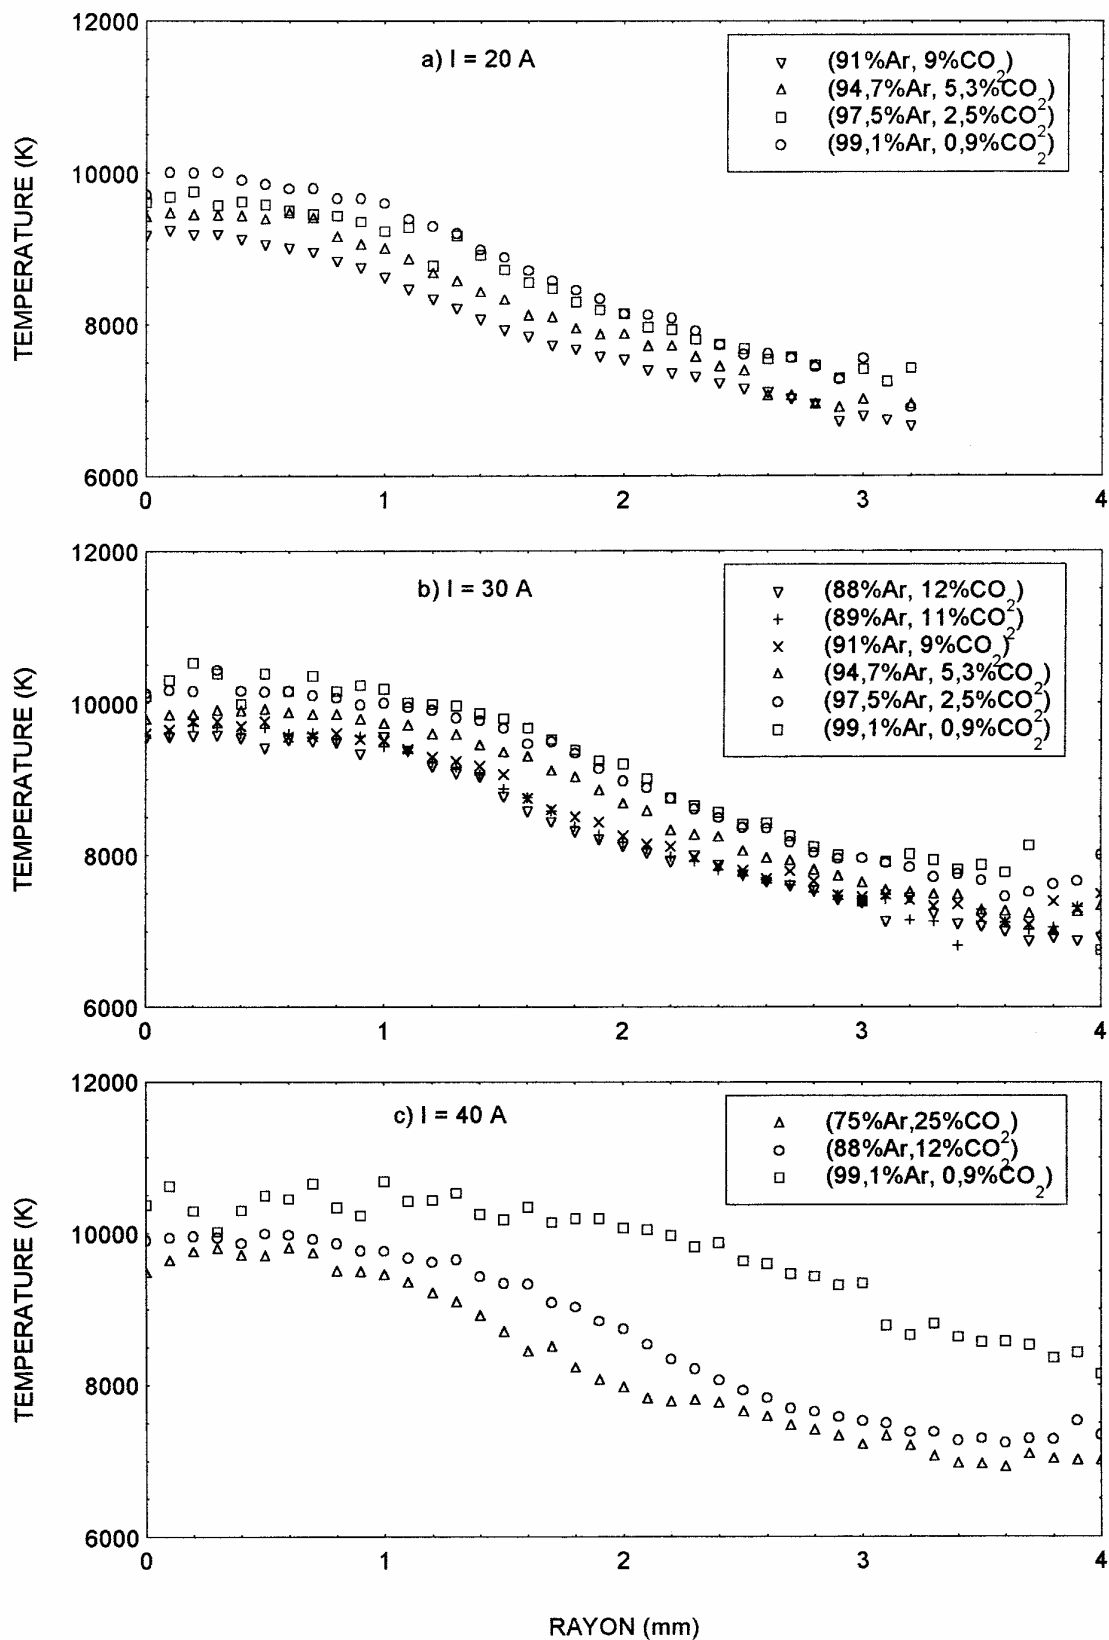 12000
a) I = 20 A
(91%Ar, 9%CO2)
(94,7%Ar, 5,3%CO2)
(97,5%Ar, 2,5%CO2)
(99,1%Ar, 0,9%CO2)
10000
TEMPERATURE (K)
8000
6000
0 1 2 3 4
12000
b) I = 30 A
(88%Ar, 12%CO2)
(89%Ar, 11%CO2)
(91%Ar, 9%CO2)
(94,7%Ar, 5,3%CO2)
(97,5%Ar, 2,5%CO2)
(99,1%Ar, 0,9%CO2)
10000
TEMPERATURE (K)
8000
6000
0 1 2 3 4
12000
c) I = 40 A
(75%Ar,25%CO2)
(88%Ar,12%CO2)
(99,1%Ar, 0,9%CO2)
10000
TEMPERATURE (K)
8000
6000
0 1 2 3 4
RAYON (mm)